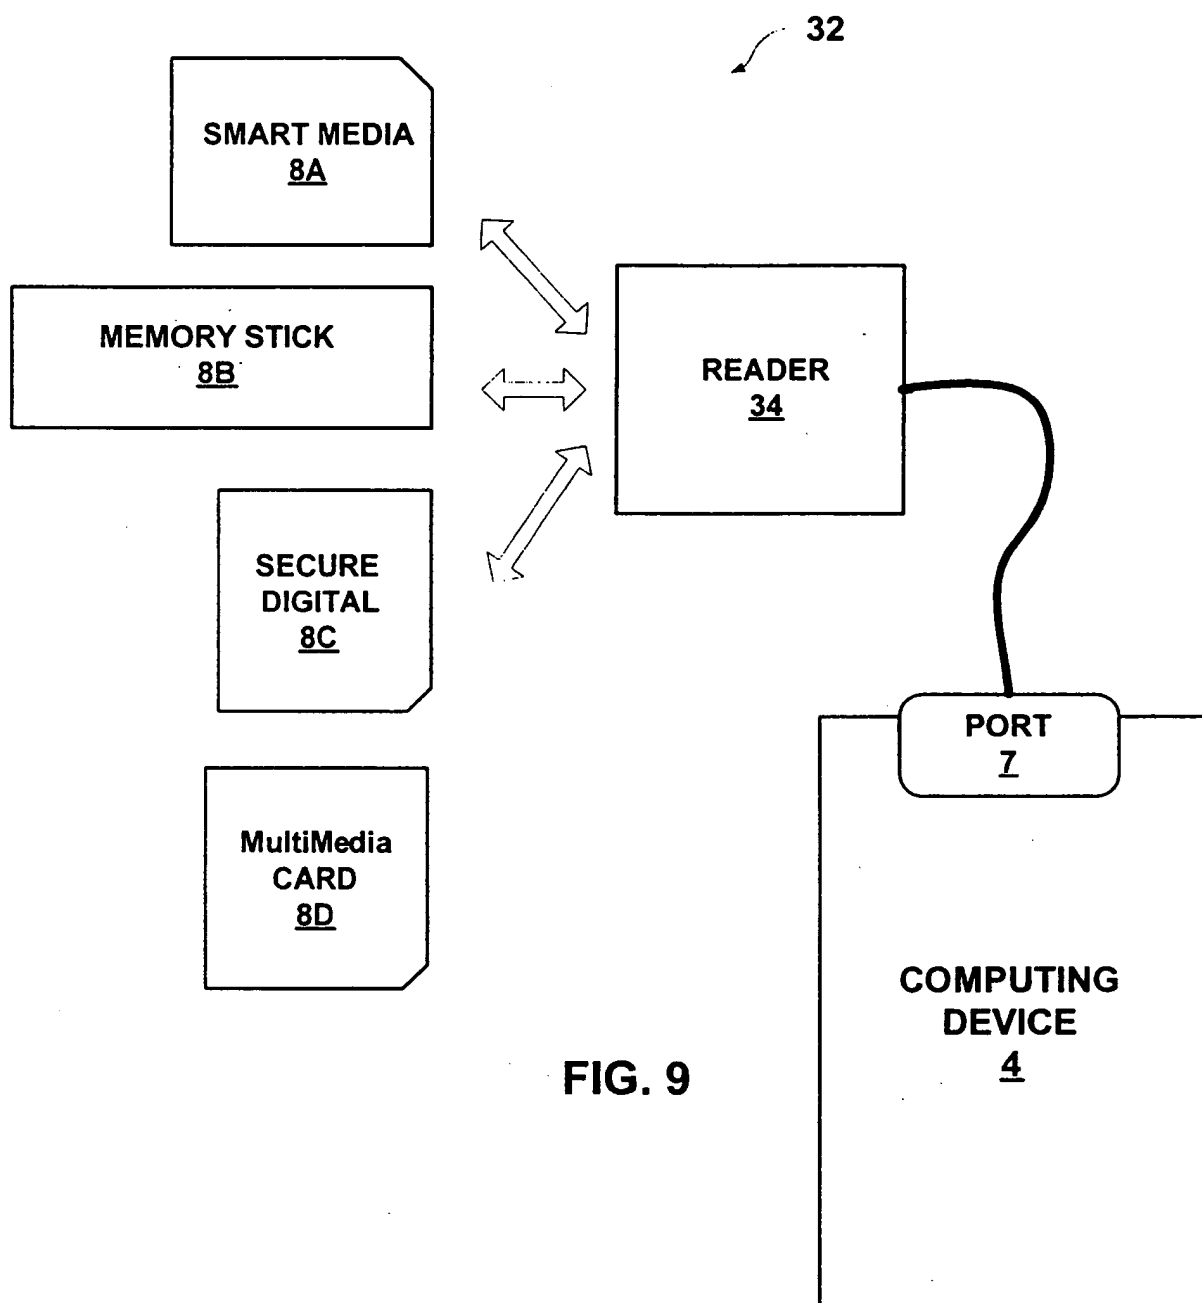 32
SMART MEDIA
8A
MEMORY STICK
8B
READER
34
SECURE
DIGITAL
8C
PORT
7
MultiMedia
CARD
8D
COMPUTING
DEVICE
4
FIG. 9